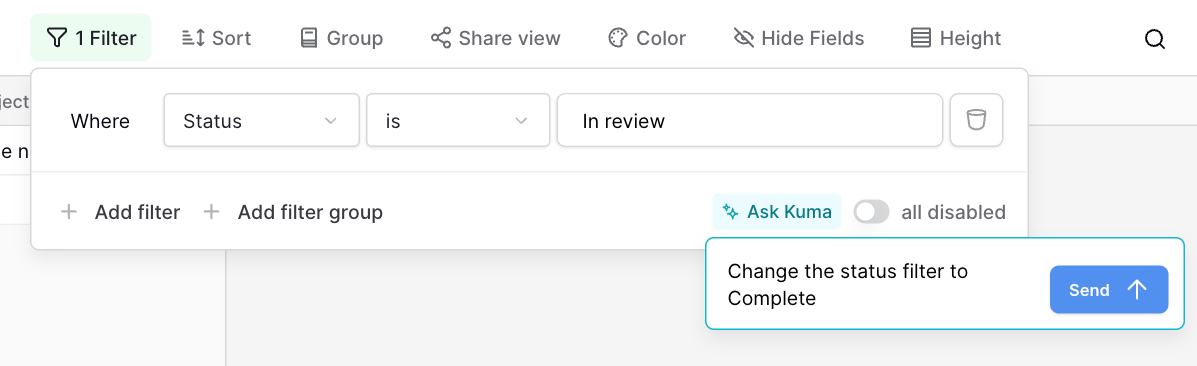 1 Filter Sort Group Share view Color Hide Fields Height
ject
Where Status is In review
e n
Add filter Add filter group Ask Kuma all disabled
Change the status filter to
Complete
Send